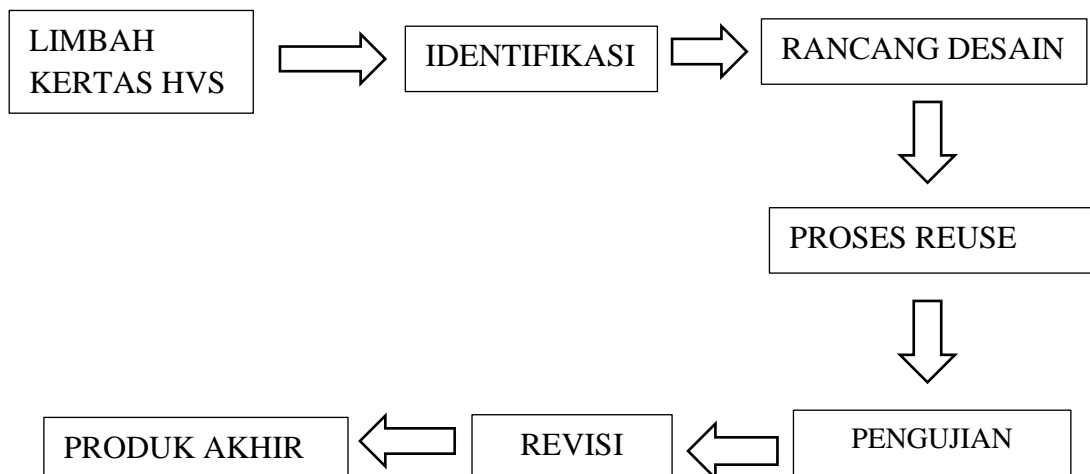 LIMBAH
KERTAS HVS
IDENTIFIKASI
RANCANG DESAIN
PROSES REUSE
PENGUJIAN
REVISI
PRODUK AKHIR